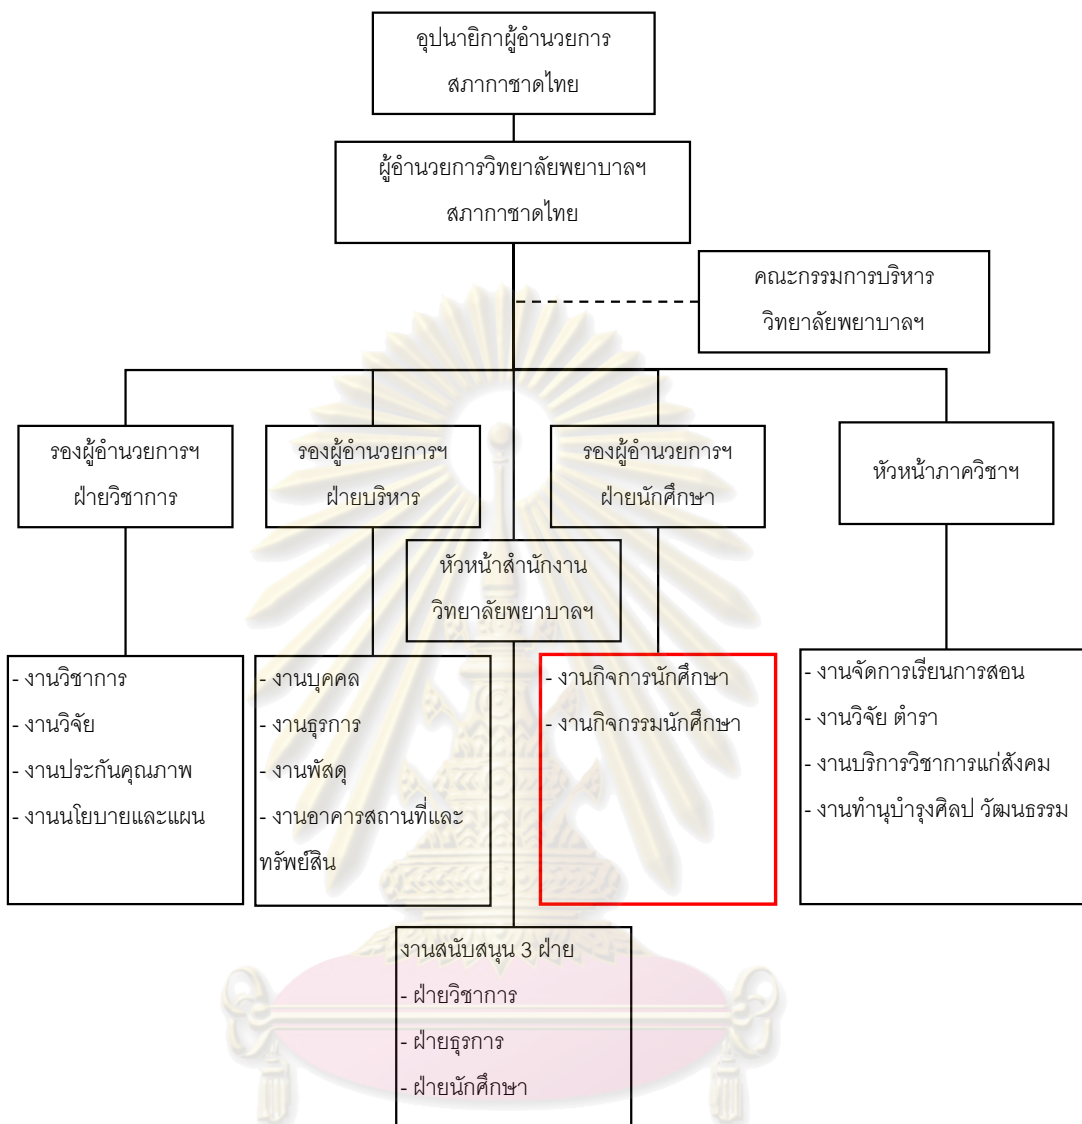 อุปนายิกาผู้อำนวยการ
สภากาชาดไทย
ผู้อำนวยการวิทยาลัยพยาบาลฯ
สภากาชาดไทย
คณะกรรมการบริหาร
วิทยาลัยพยาบาลฯ
รองผู้อำนวยการฯ
ฝ่ายวิชาการ
รองผู้อำนวยการฯ
ฝ่ายบริหาร
รองผู้อำนวยการฯ
ฝ่ายนักศึกษา
หัวหน้าภาควิชาฯ
หัวหน้าสำนักงาน
วิทยาลัยพยาบาลฯ
- งานวิชาการ
- งานวิจัย
- งานประกันคุณภาพ
- งานนโยบายและแผน
- งานบุคคล
- งานธุรการ
- งานพัสดุ
- งานอาคารสถานที่และ
ทรัพย์สิน
- งานกิจการนักศึกษา
- งานกิจกรรมนักศึกษา
- งานจัดการเรียนการสอน
- งานวิจัย ตำรา
- งานบริการวิชาการแก่สังคม
- งานทำนุบำรุงศิลป วัฒนธรรม
งานสนับสนุน 3 ฝ่าย
- ฝ่ายวิชาการ
- ฝ่ายธุรการ
- ฝ่ายนักศึกษา